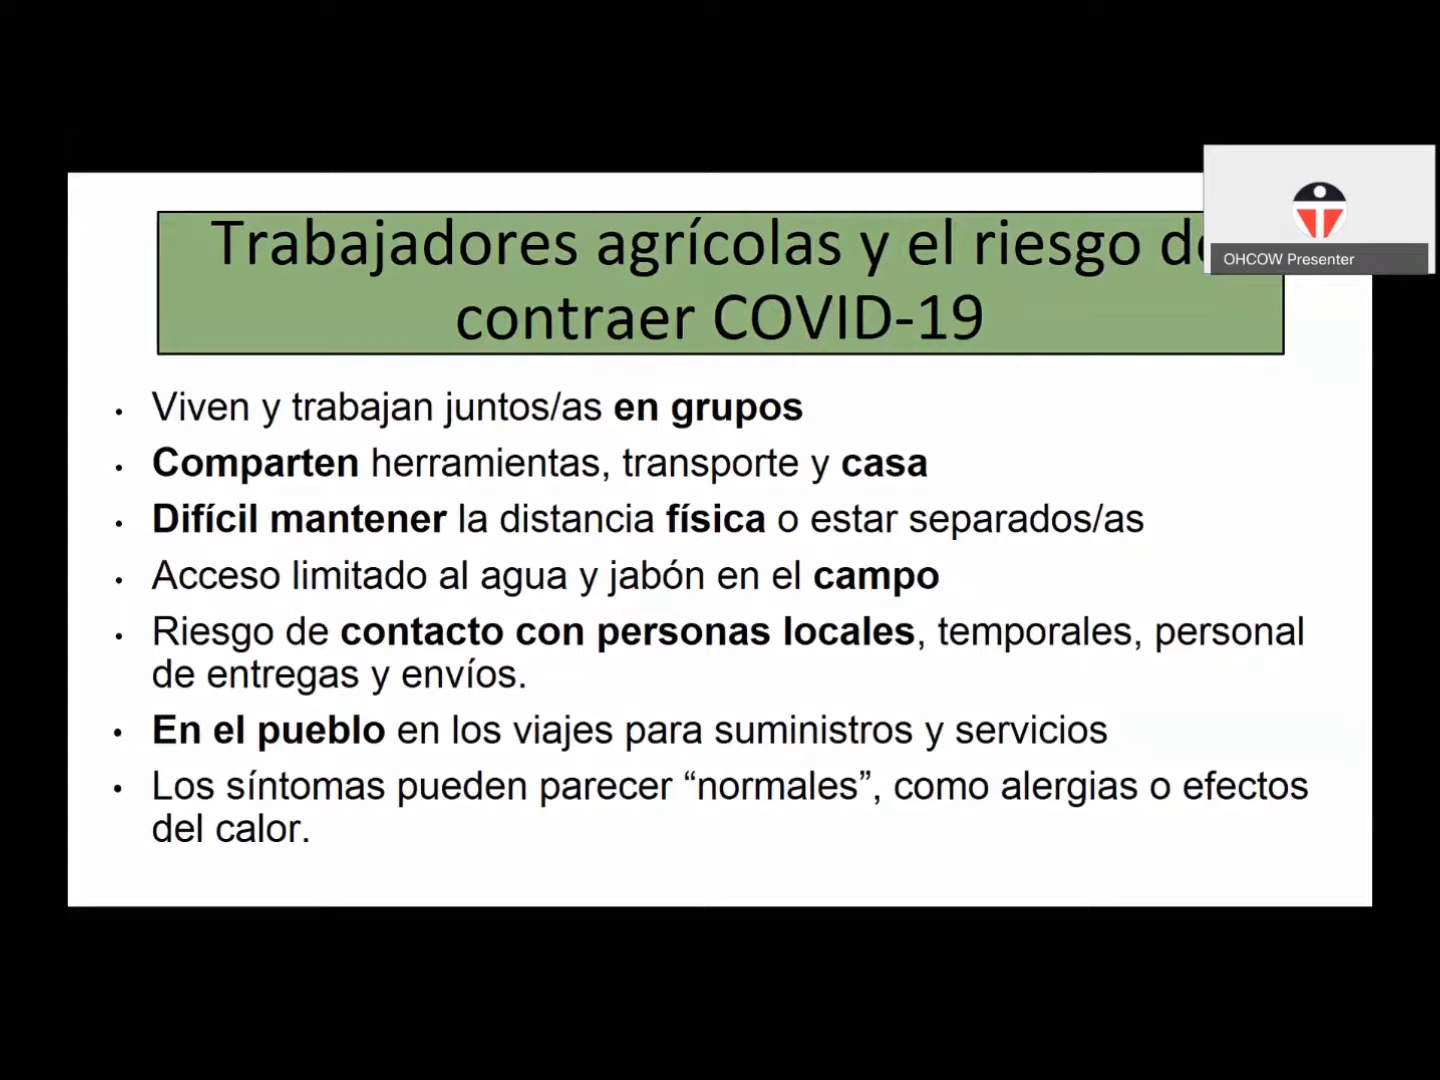 Trabajadores agrícolas y el riesgo de
contraer COVID-19
OHCOW Presenter
• Viven y trabajan juntos/as en grupos
• Comparten herramientas, transporte y casa
• Difícil mantener la distancia física o estar separados/as
• Acceso limitado al agua y jabón en el campo
• Riesgo de contacto con personas locales, temporales, personal
de entregas y envíos.
• En el pueblo en los viajes para suministros y servicios
• Los síntomas pueden parecer “normales”, como alergias o efectos
del calor.